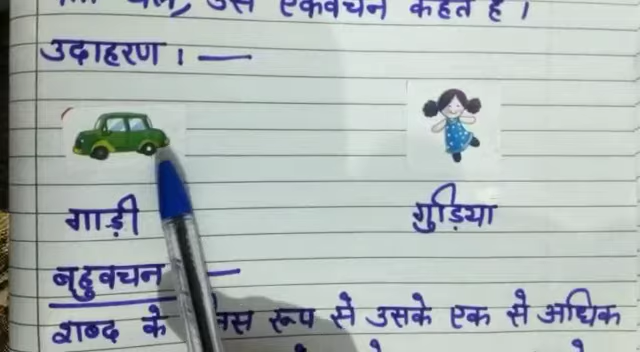 उसे एकवचन कहते है।
उदाहरण । —
गाड़ी गुड़िया
बहुवचन —
शब्द के रूप से उसके एक से अधिक